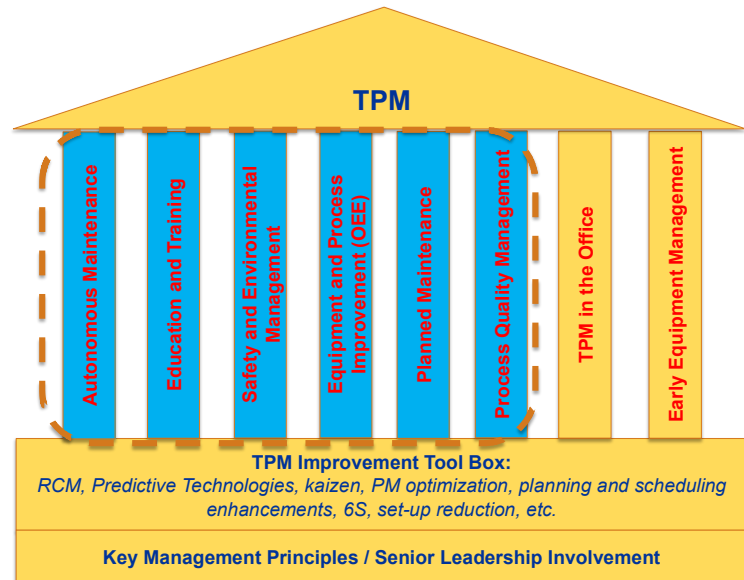 TPM
Autonomous Maintenance
Education and Training
Safety and Environmental
Management
Equipment and Process
Improvement (OEE)
Planned Maintenance
Process Quality Management
TPM in the Office
Early Equipment Management
TPM Improvement Tool Box:
RCM, Predictive Technologies, kaizen, PM optimization, planning and scheduling
enhancements, 6S, set-up reduction, etc.
Key Management Principles / Senior Leadership Involvement